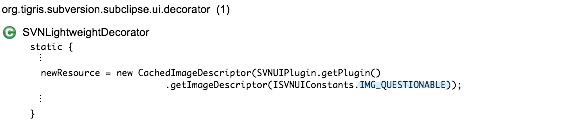 org.tigris.subversion.subclipse.ui.decorator (1)
C SVNLightweightDecorator
static {
⋮
newResource = new CachedImageDescriptor(SVNUIPlugin.getPlugin()
.getImageDescriptor(ISVNUIConstants.IMG_QUESTIONABLE));
⋮
}